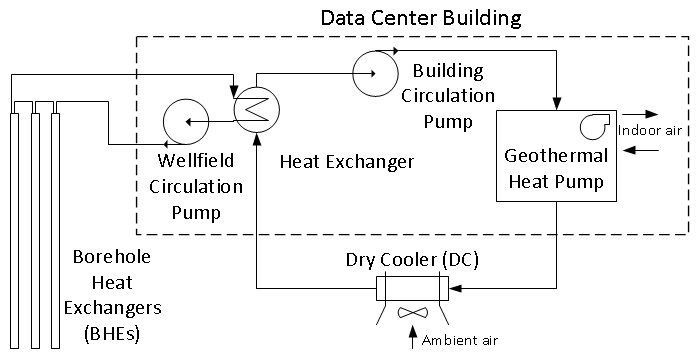 Data Center Building
Building
Circulation
Pump
Indoor air
Geothermal
Heat Pump
Heat Exchanger
Wellfield
Circulation
Pump
Dry Cooler (DC)
Borehole
Heat
Exchangers
(BHEs)
Ambient air